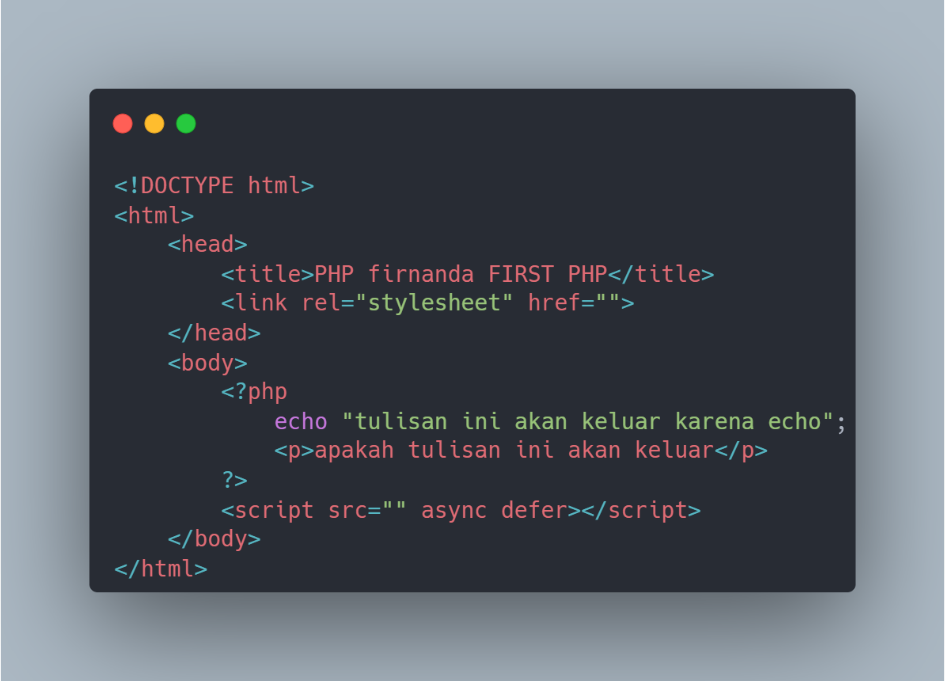 <!DOCTYPE html>
<html>
    <head>
        <title>PHP firnanda FIRST PHP</title>
        <link rel="stylesheet" href="">
    </head>
    <body>
        <?php
            echo "tulisan ini akan keluar karena echo";
            <p>apakah tulisan ini akan keluar</p>
        ?>
        <script src="" async defer></script>
    </body>
</html>